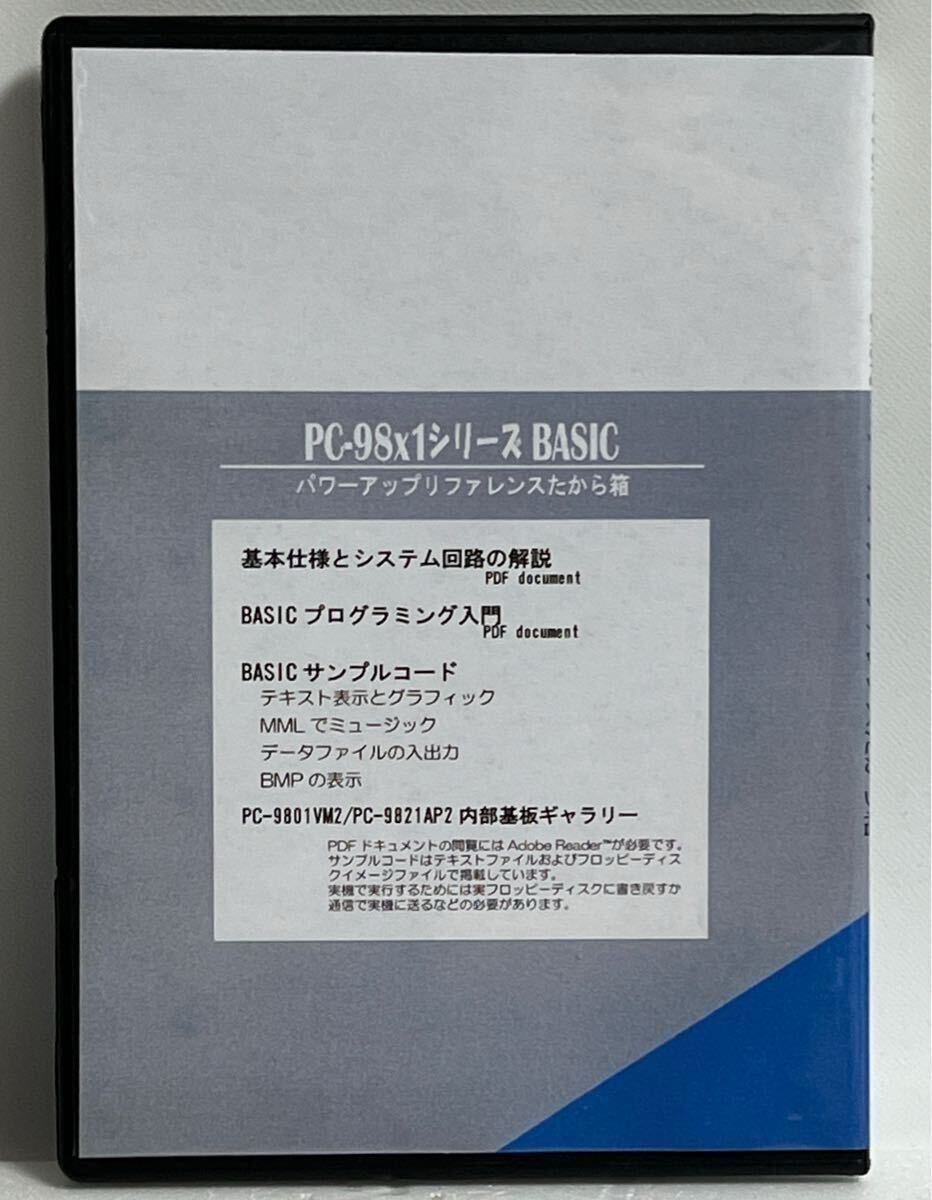 PC-98x1シリーズ BASIC
パワーアップリファレンスたから箱
基本仕様とシステム回路の解説
PDF document
BASIC プログラミング入門
PDF document
BASIC サンプルコード
テキスト表示とグラフィック
MML でミュージック
データファイルの入出力
BMP の表示
PC-9801VM2/PC-9821AP2 内部基板ギャラリー
PDF ドキュメントの閲覧には Adobe Reader™が必要です。
サンプルコードはテキストファイルおよびフロッピーディス
クイメージファイルで掲載しています。
実機で実行するためには実フロッピーディスクに書き戻すか
通信で実機に送るなどの必要があります。